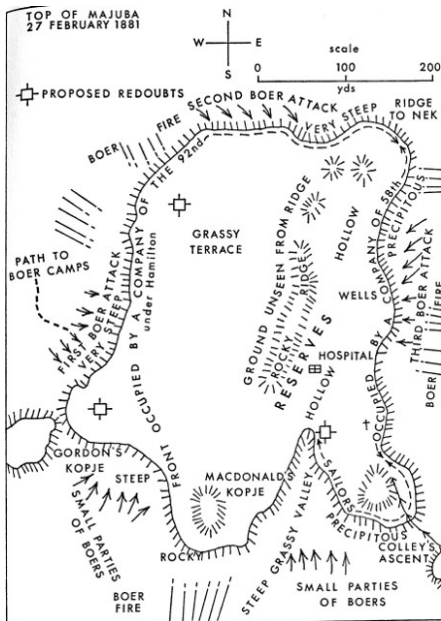 TOP OF MAJUBA
27 FEBRUARY 1881
N
W
E
S
scale
0 100 200
yds
PROPOSED REDOUBTS
SECOND BOER ATTACK
FIRE
BOER
VERY STEEP
RIDGE
TO NEK
FRONT OCCUPIED BY A COMPANY OF THE 92nd
under Hamilton
GRASSY
TERRACE
GROUND UNSEEN FROM RIDGE
ROCKY RIDGE
HOLLOW
PRECIPITOUS
OCCUPIED BY A COMPANY OF 58th
PATH TO
BOER CAMPS
FIRST BOER ATTACK
VERY STEEP
WELLS
THIRD BOER ATTACK
BOER FIRE
RESERVES
HOSPITAL
HOLLOW
GORDON'S
KOPJE
STEEP
SMALL PARTIES
OF BOERS
MACDONALD'S
KOPJE
SAILORS
PRECIPITOUS
COLLEY'S
ASCENT
ROCKY
STEEP GRASSY VALLEY
BOER
FIRE
SMALL PARTIES
OF BOERS